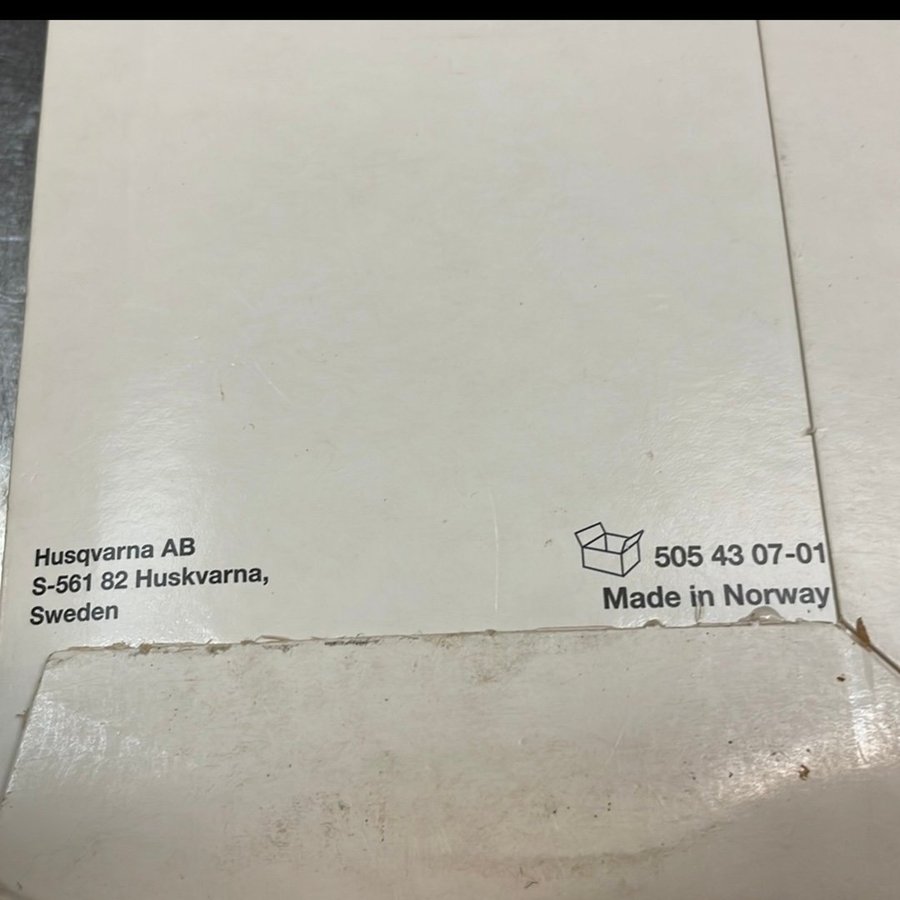 Husqvarna AB
S-561 82 Huskvarna,
Sweden
505 43 07-01
Made in Norway